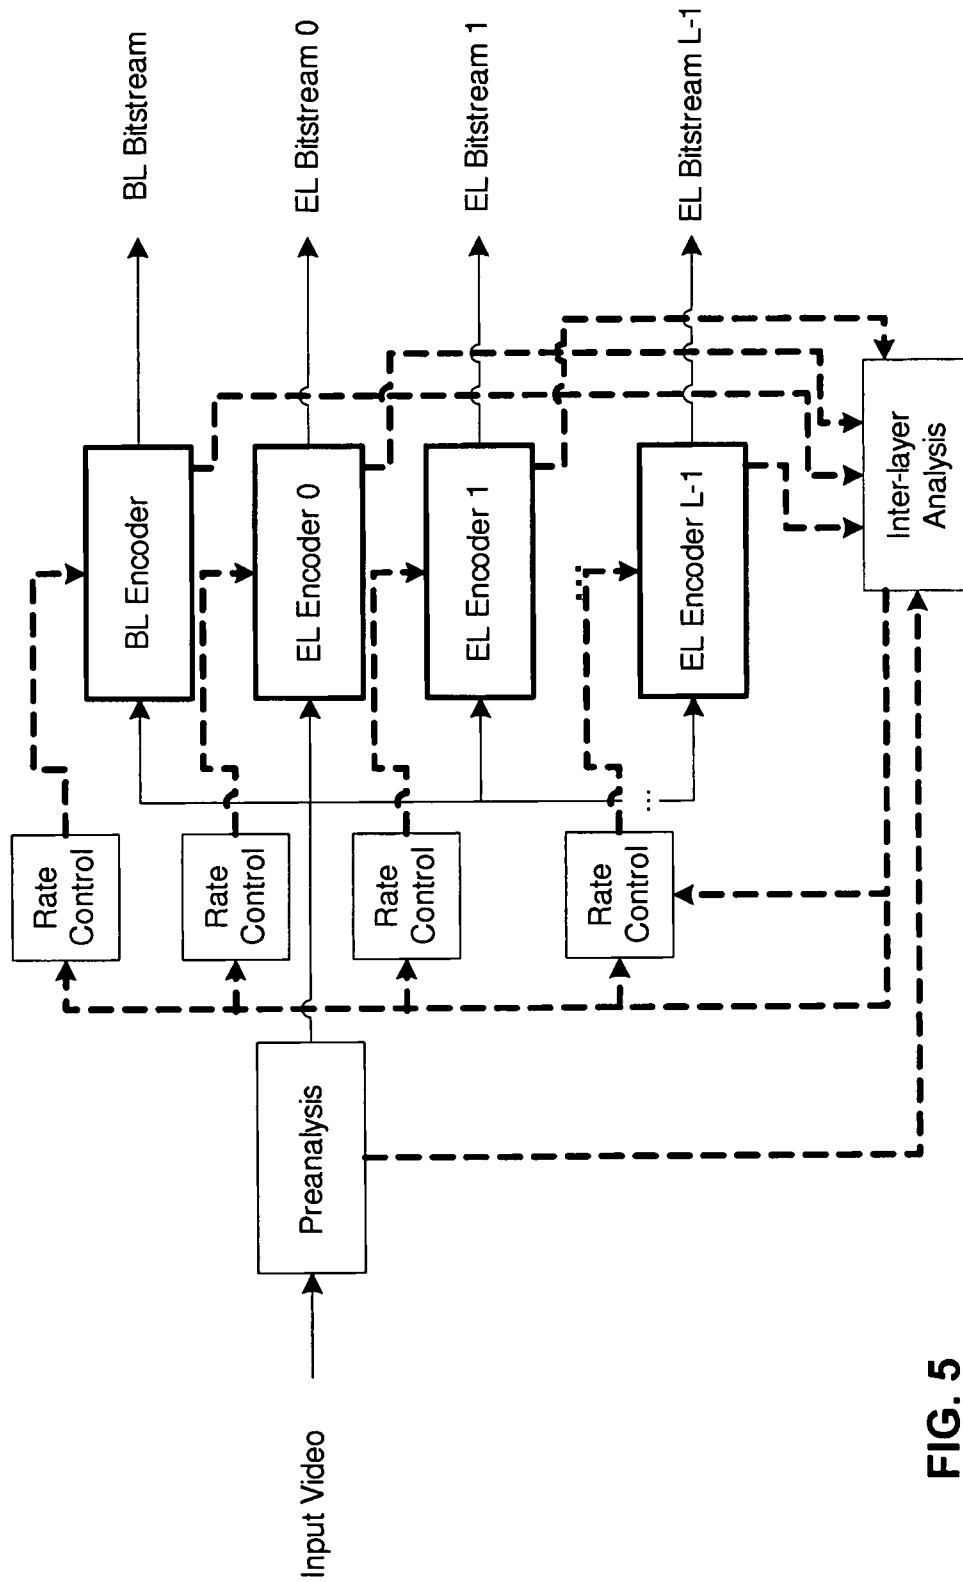 Input Video
Preanalysis
Rate
Control
Rate
Control
Rate
Control
Rate
Control
...
BL Encoder
EL Encoder 0
EL Encoder 1
...
EL Encoder L-1
BL Bitstream
EL Bitstream 0
EL Bitstream 1
EL Bitstream L-1
Inter-layer
Analysis
FIG. 5